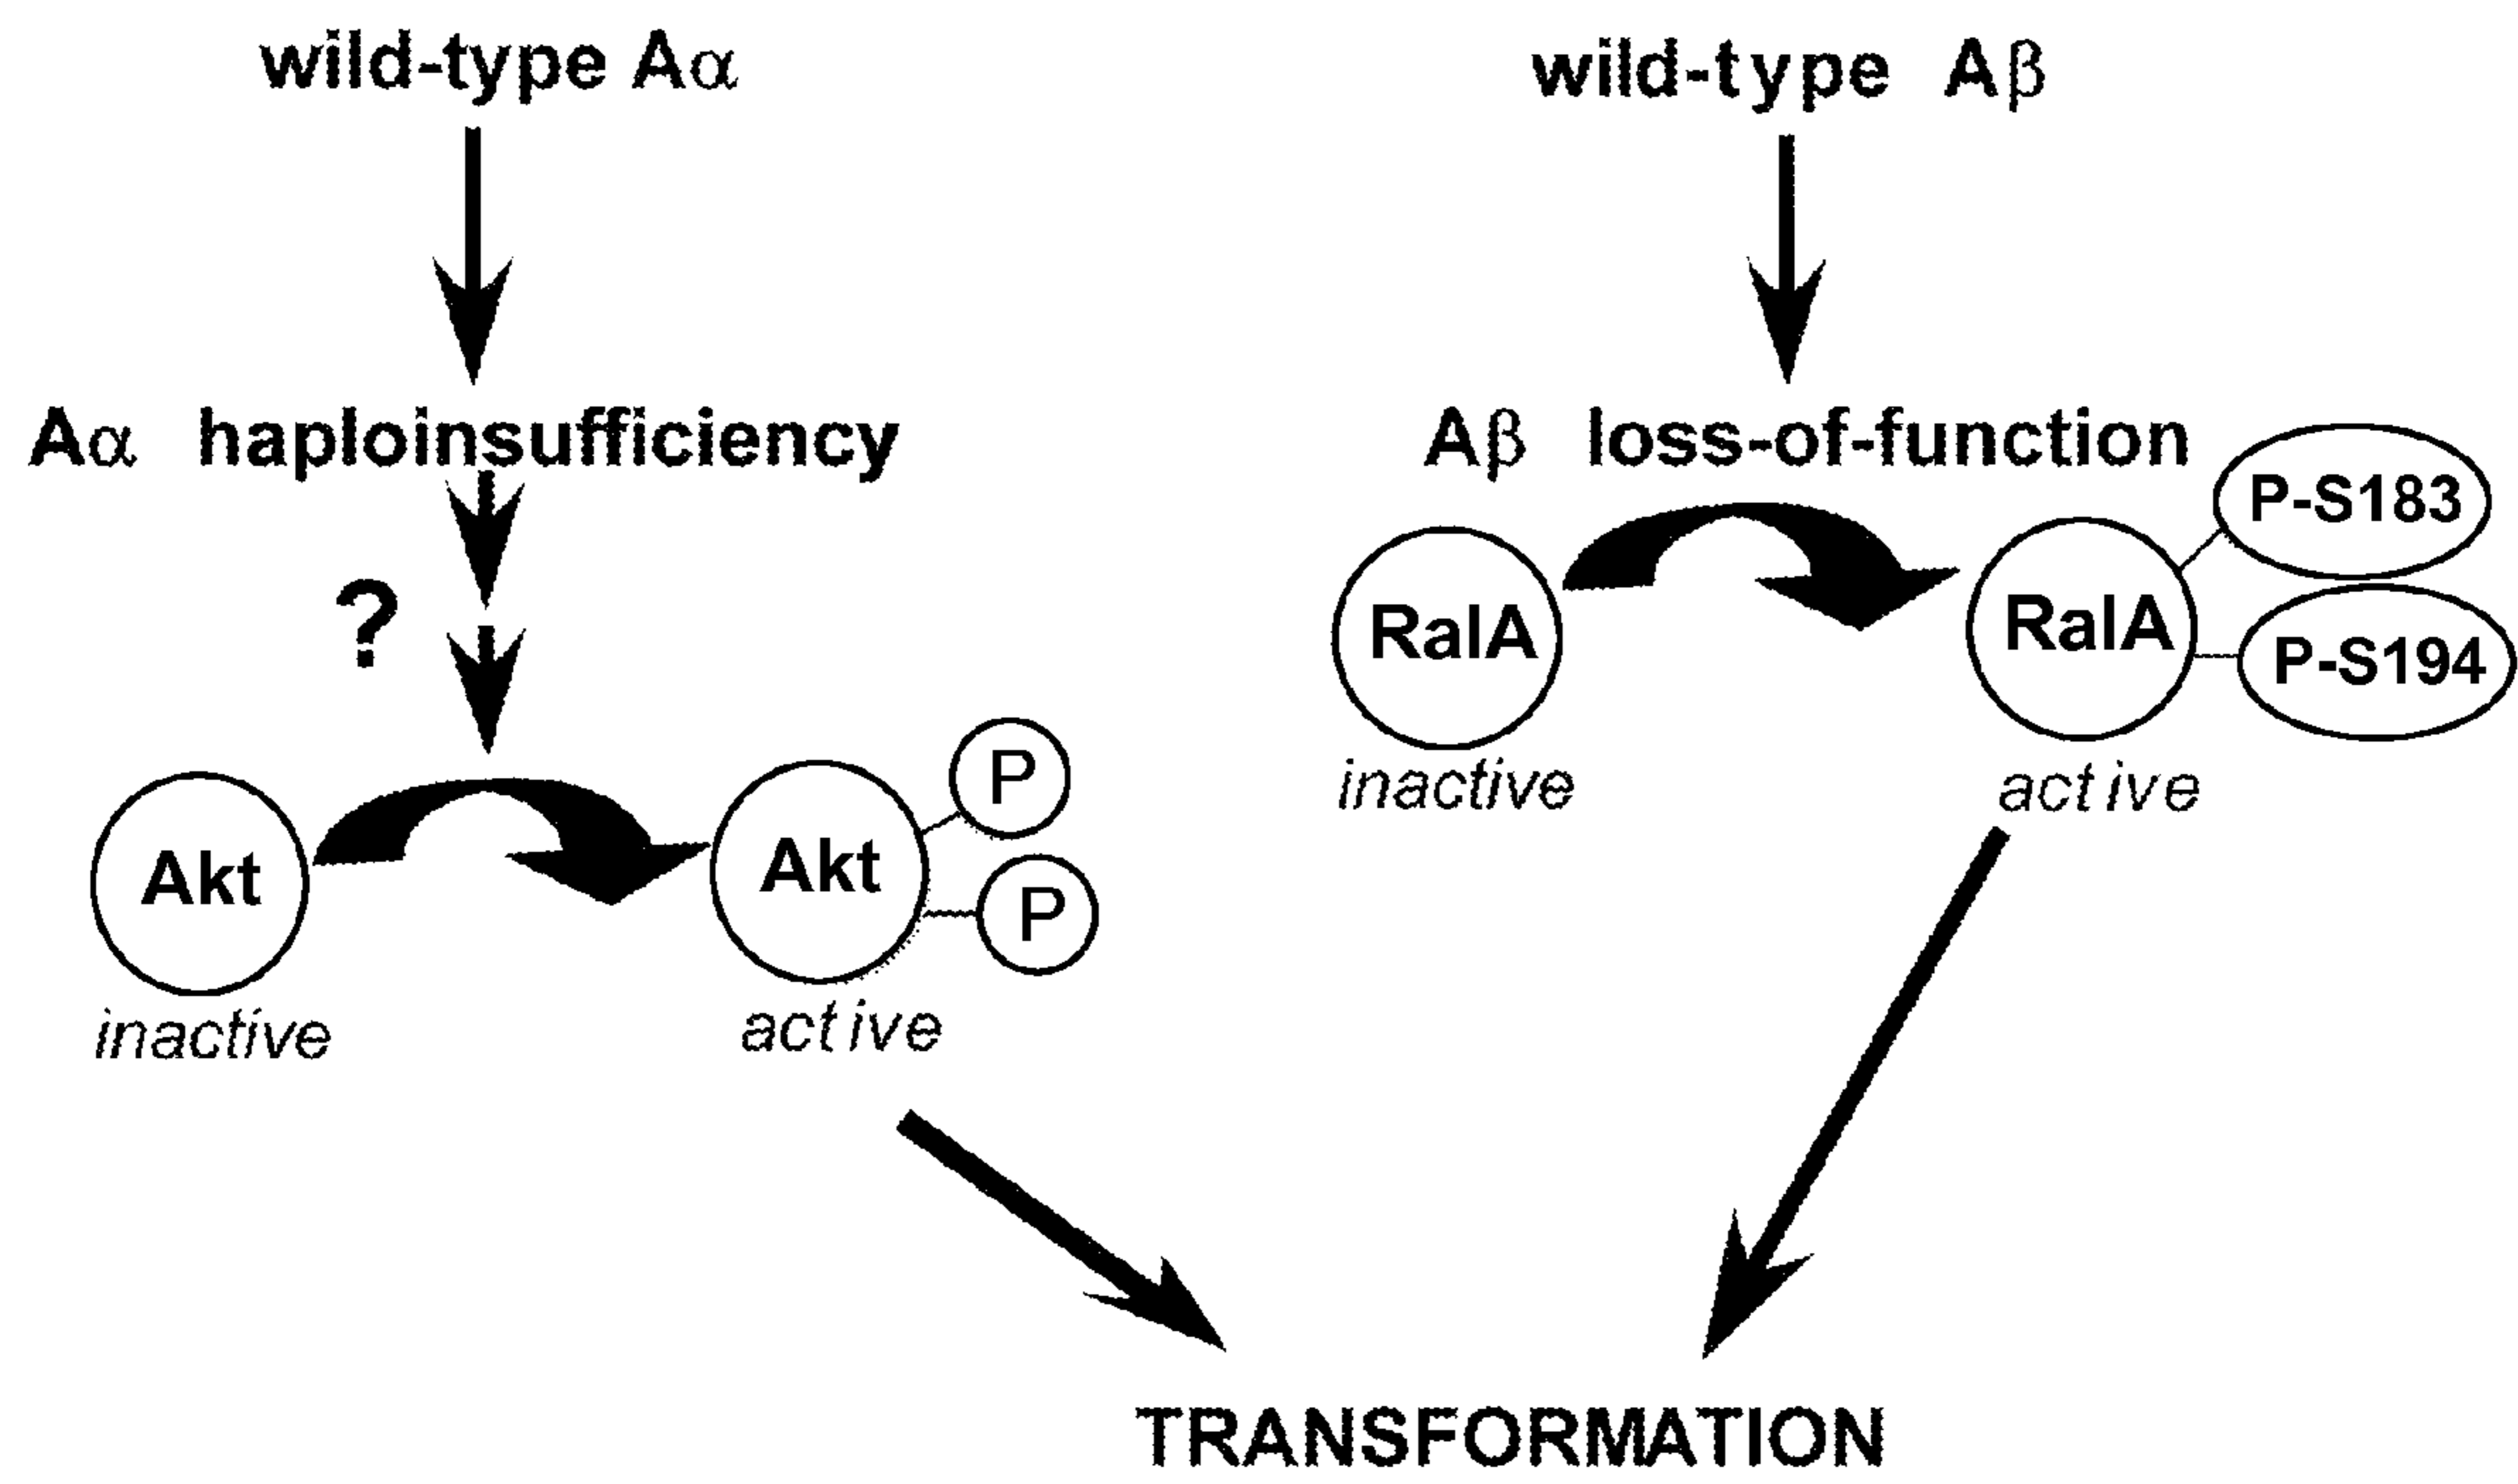 wild-type Aα
wild-type Aβ
Aα haploinsufficiency
Aβ loss-of-function
?
RalA
RalA
P-S183
P-S194
inactive
active
Akt
Akt
P
P
inactive
active
TRANSFORMATION